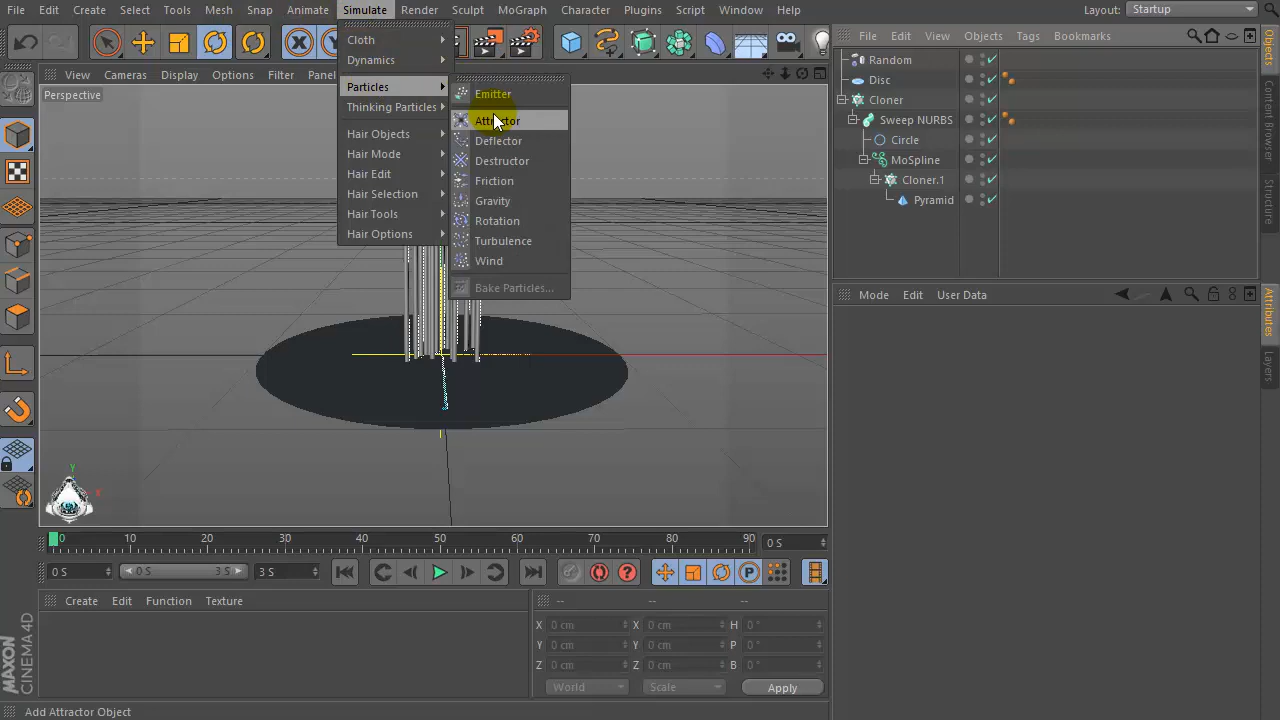 File Edit Create Select Tools Mesh Snap Animate Simulate Render Sculpt MoGraph Character Plugins Script Window Help Layout: Startup
View Cameras Display Options Filter Panel
Perspective
Cloth
Dynamics
Particles
Thinking Particles
Hair Objects
Hair Mode
Hair Edit
Hair Selection
Hair Tools
Hair Options
Emitter
Attractor
Deflector
Destructor
Friction
Gravity
Rotation
Turbulence
Wind
Bake Particles...
File Edit View Objects Tags Bookmarks
Random
Disc
Cloner
Sweep NURBS
Circle
MoSpline
Cloner.1
Pyramid
Objects
Content Browser
Structure
Mode Edit User Data
Attributes
Layers
Y
X
0 10 20 30 40 50 60 70 80 90 0 S
0 S 0 S 3 S 3 S
Create Edit Function Texture
-- -- --
X 0 cm X 0 cm H 0 °
Y 0 cm Y 0 cm P 0 °
Z 0 cm Z 0 cm B 0 °
World Scale Apply
MAXON CINEMA 4D
Add Attractor Object